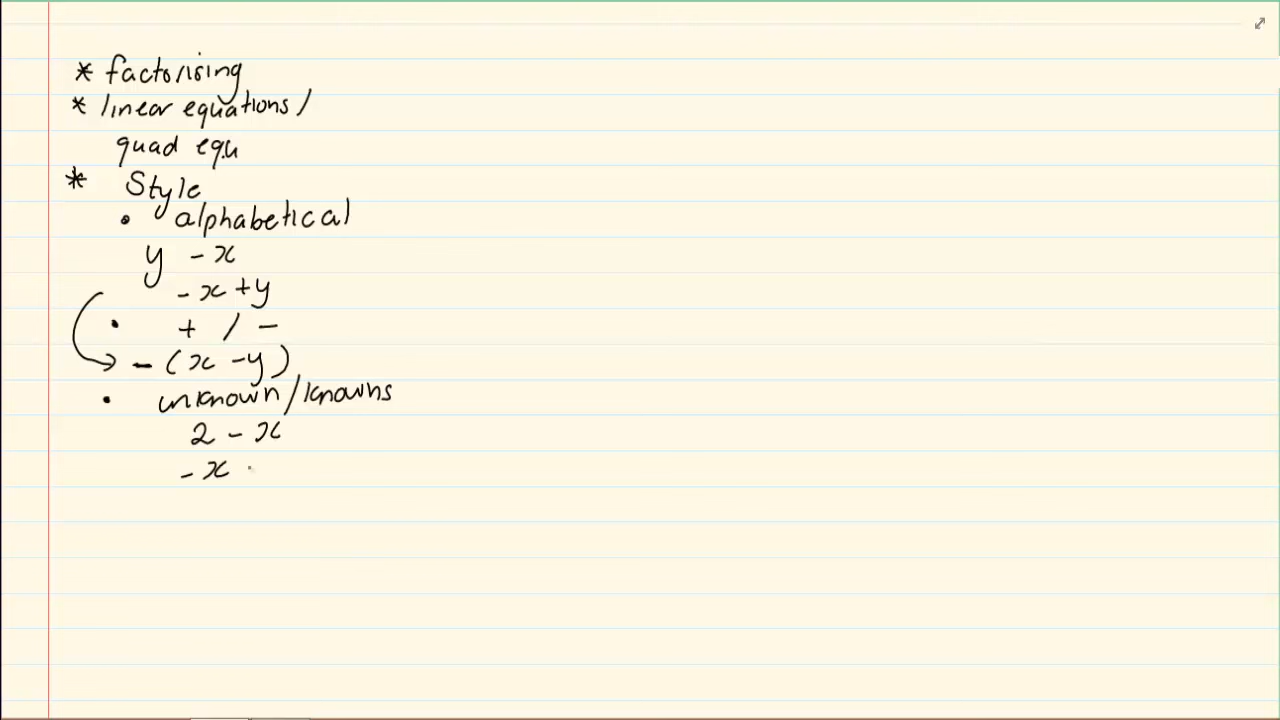 * factorising
* linear equations /
quad equ
* Style
• alphabetical
y - x
- x + y
• + / -
- (x - y)
• unknown / knowns
2 - x
- x